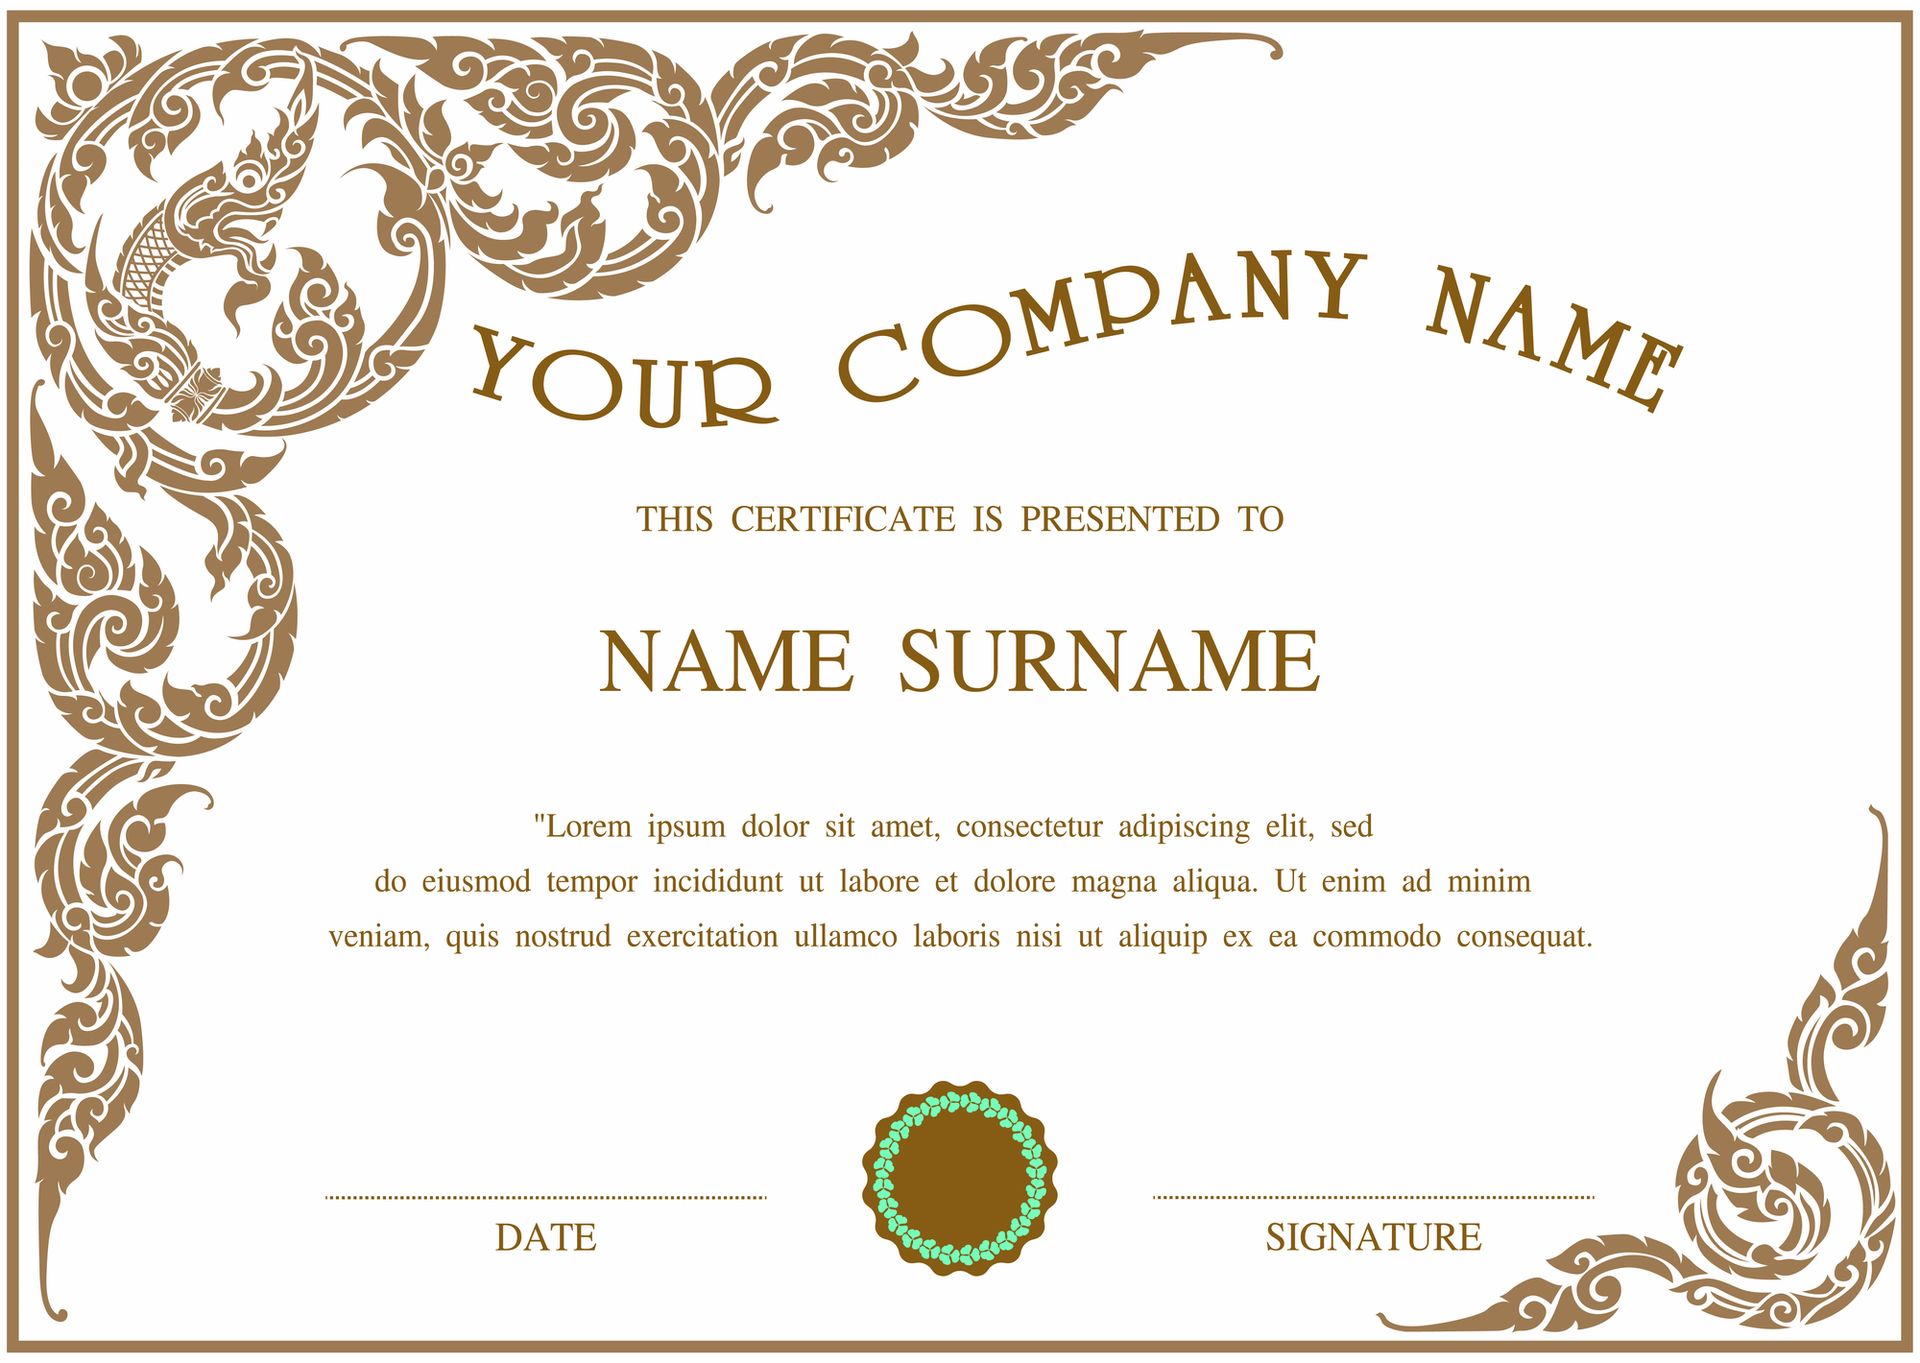 YOUR COMPANY NAME
THIS CERTIFICATE IS PRESENTED TO
NAME SURNAME
"Lorem ipsum dolor sit amet, consectetur adipiscing elit, sed
do eiusmod tempor incididunt ut labore et dolore magna aliqua. Ut enim ad minim
veniam, quis nostrud exercitation ullamco laboris nisi ut aliquip ex ea commodo consequat.
DATE
SIGNATURE